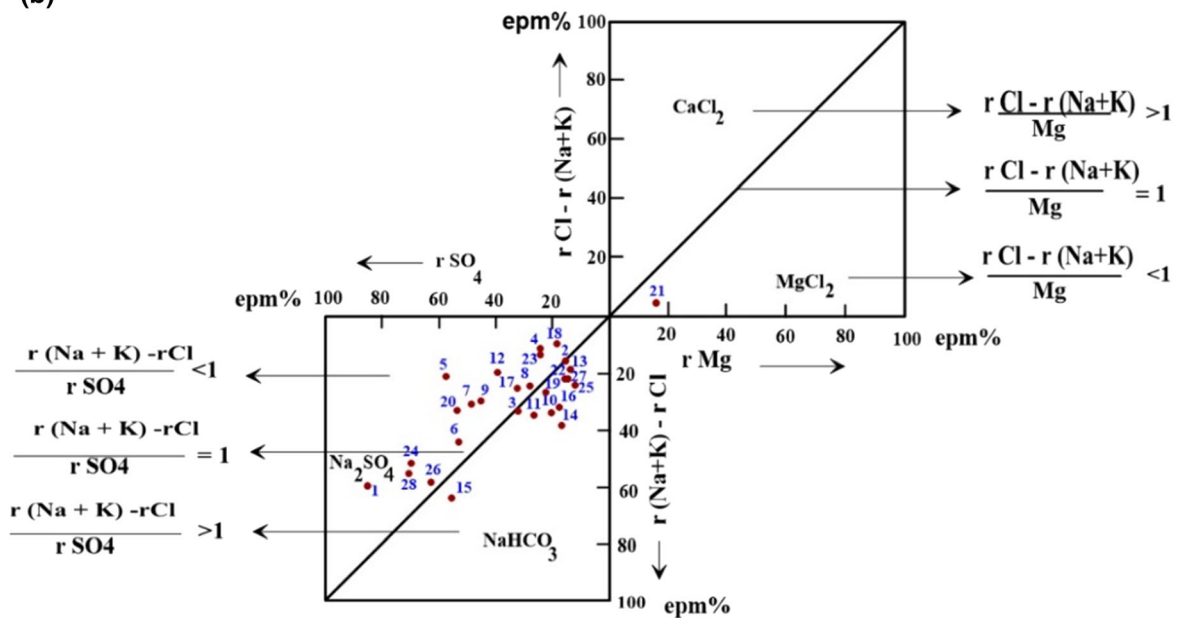 (b)
epm% 100
80
60
40
20
r Cl - r (Na+K)
CaCl2
r Cl - r (Na+K) >1
Mg
r Cl - r (Na+K) = 1
Mg
MgCl2
r Cl - r (Na+K) <1
Mg
21
20 40 60 80 100 epm%
r Mg
r SO4
epm% 100 80 60 40 20
r (Na + K) -rCl <1
r SO4
r (Na + K) -rCl = 1
r SO4
r (Na + K) -rCl >1
r SO4
18
4
2
5
12
23
13
8
22
27
17
19
25
7 9
20
3
11
10
16
14
6
24
Na2SO4
26
28
1
15
NaHCO3
20
40
60
80
100 epm%
r (Na+K) - r Cl